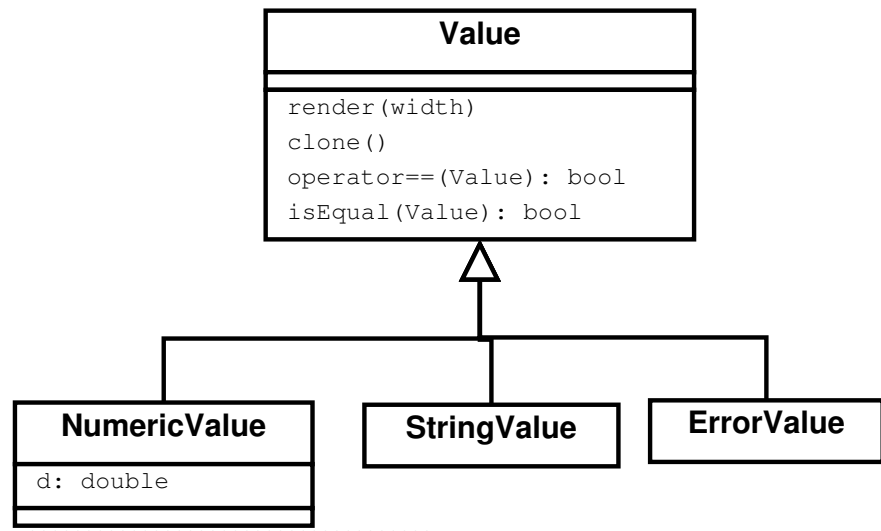 Value
render(width)
clone()
operator==(Value): bool
isEqual(Value): bool
NumericValue
d: double
StringValue
ErrorValue